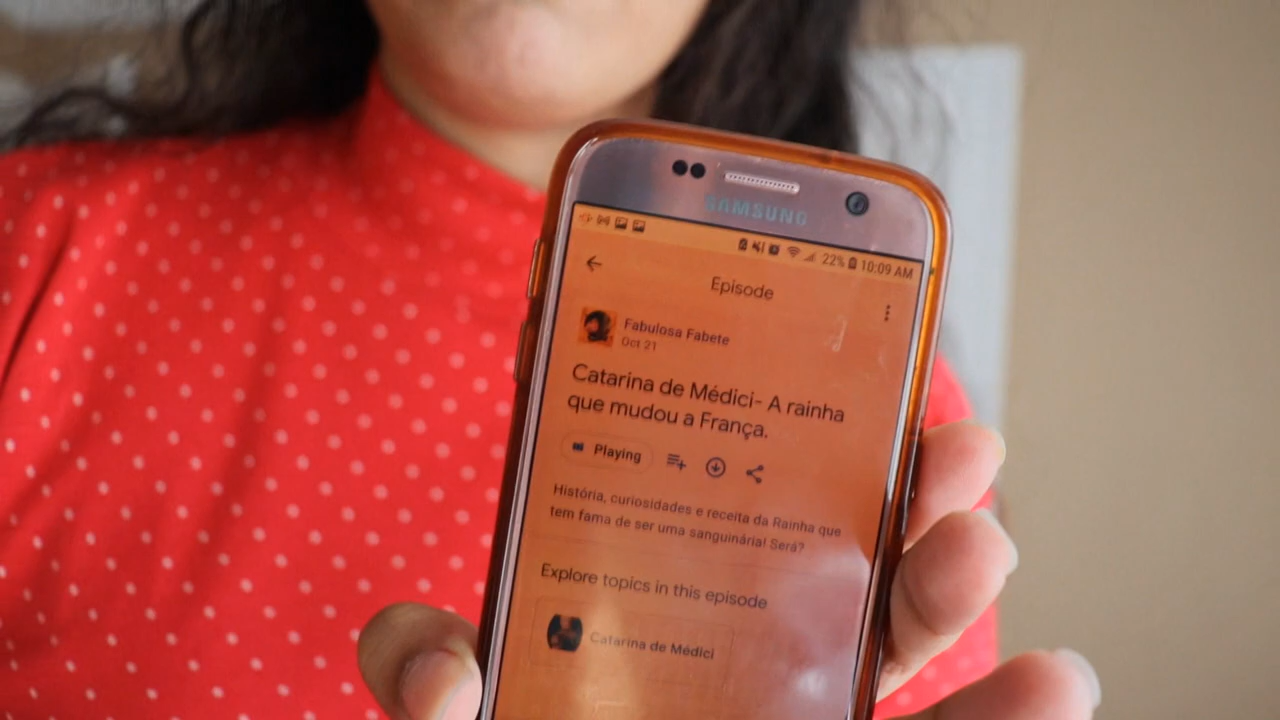 SAMSUNG
22% 10:09 AM
Episode
Fabulosa Fabete
Oct 21
Catarina de Médici- A rainha
que mudou a França.
Playing
História, curiosidades e receita da Rainha que
tem fama de ser uma sanguinária! Será?
Explore topics in this episode
Catarina de Médici